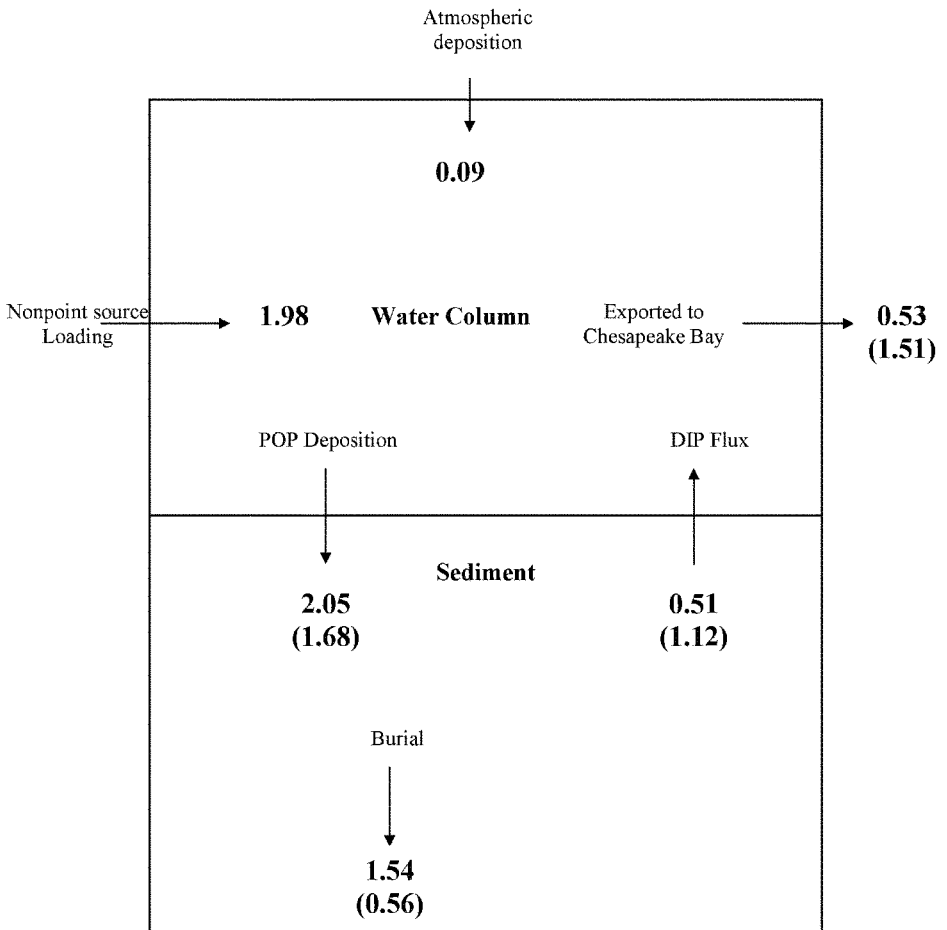 Atmospheric
deposition
0.09
Nonpoint source
Loading
1.98
Water Column
Exported to
Chesapeake Bay
0.53
(1.51)
POP Deposition
DIP Flux
Sediment
2.05
(1.68)
0.51
(1.12)
Burial
1.54
(0.56)